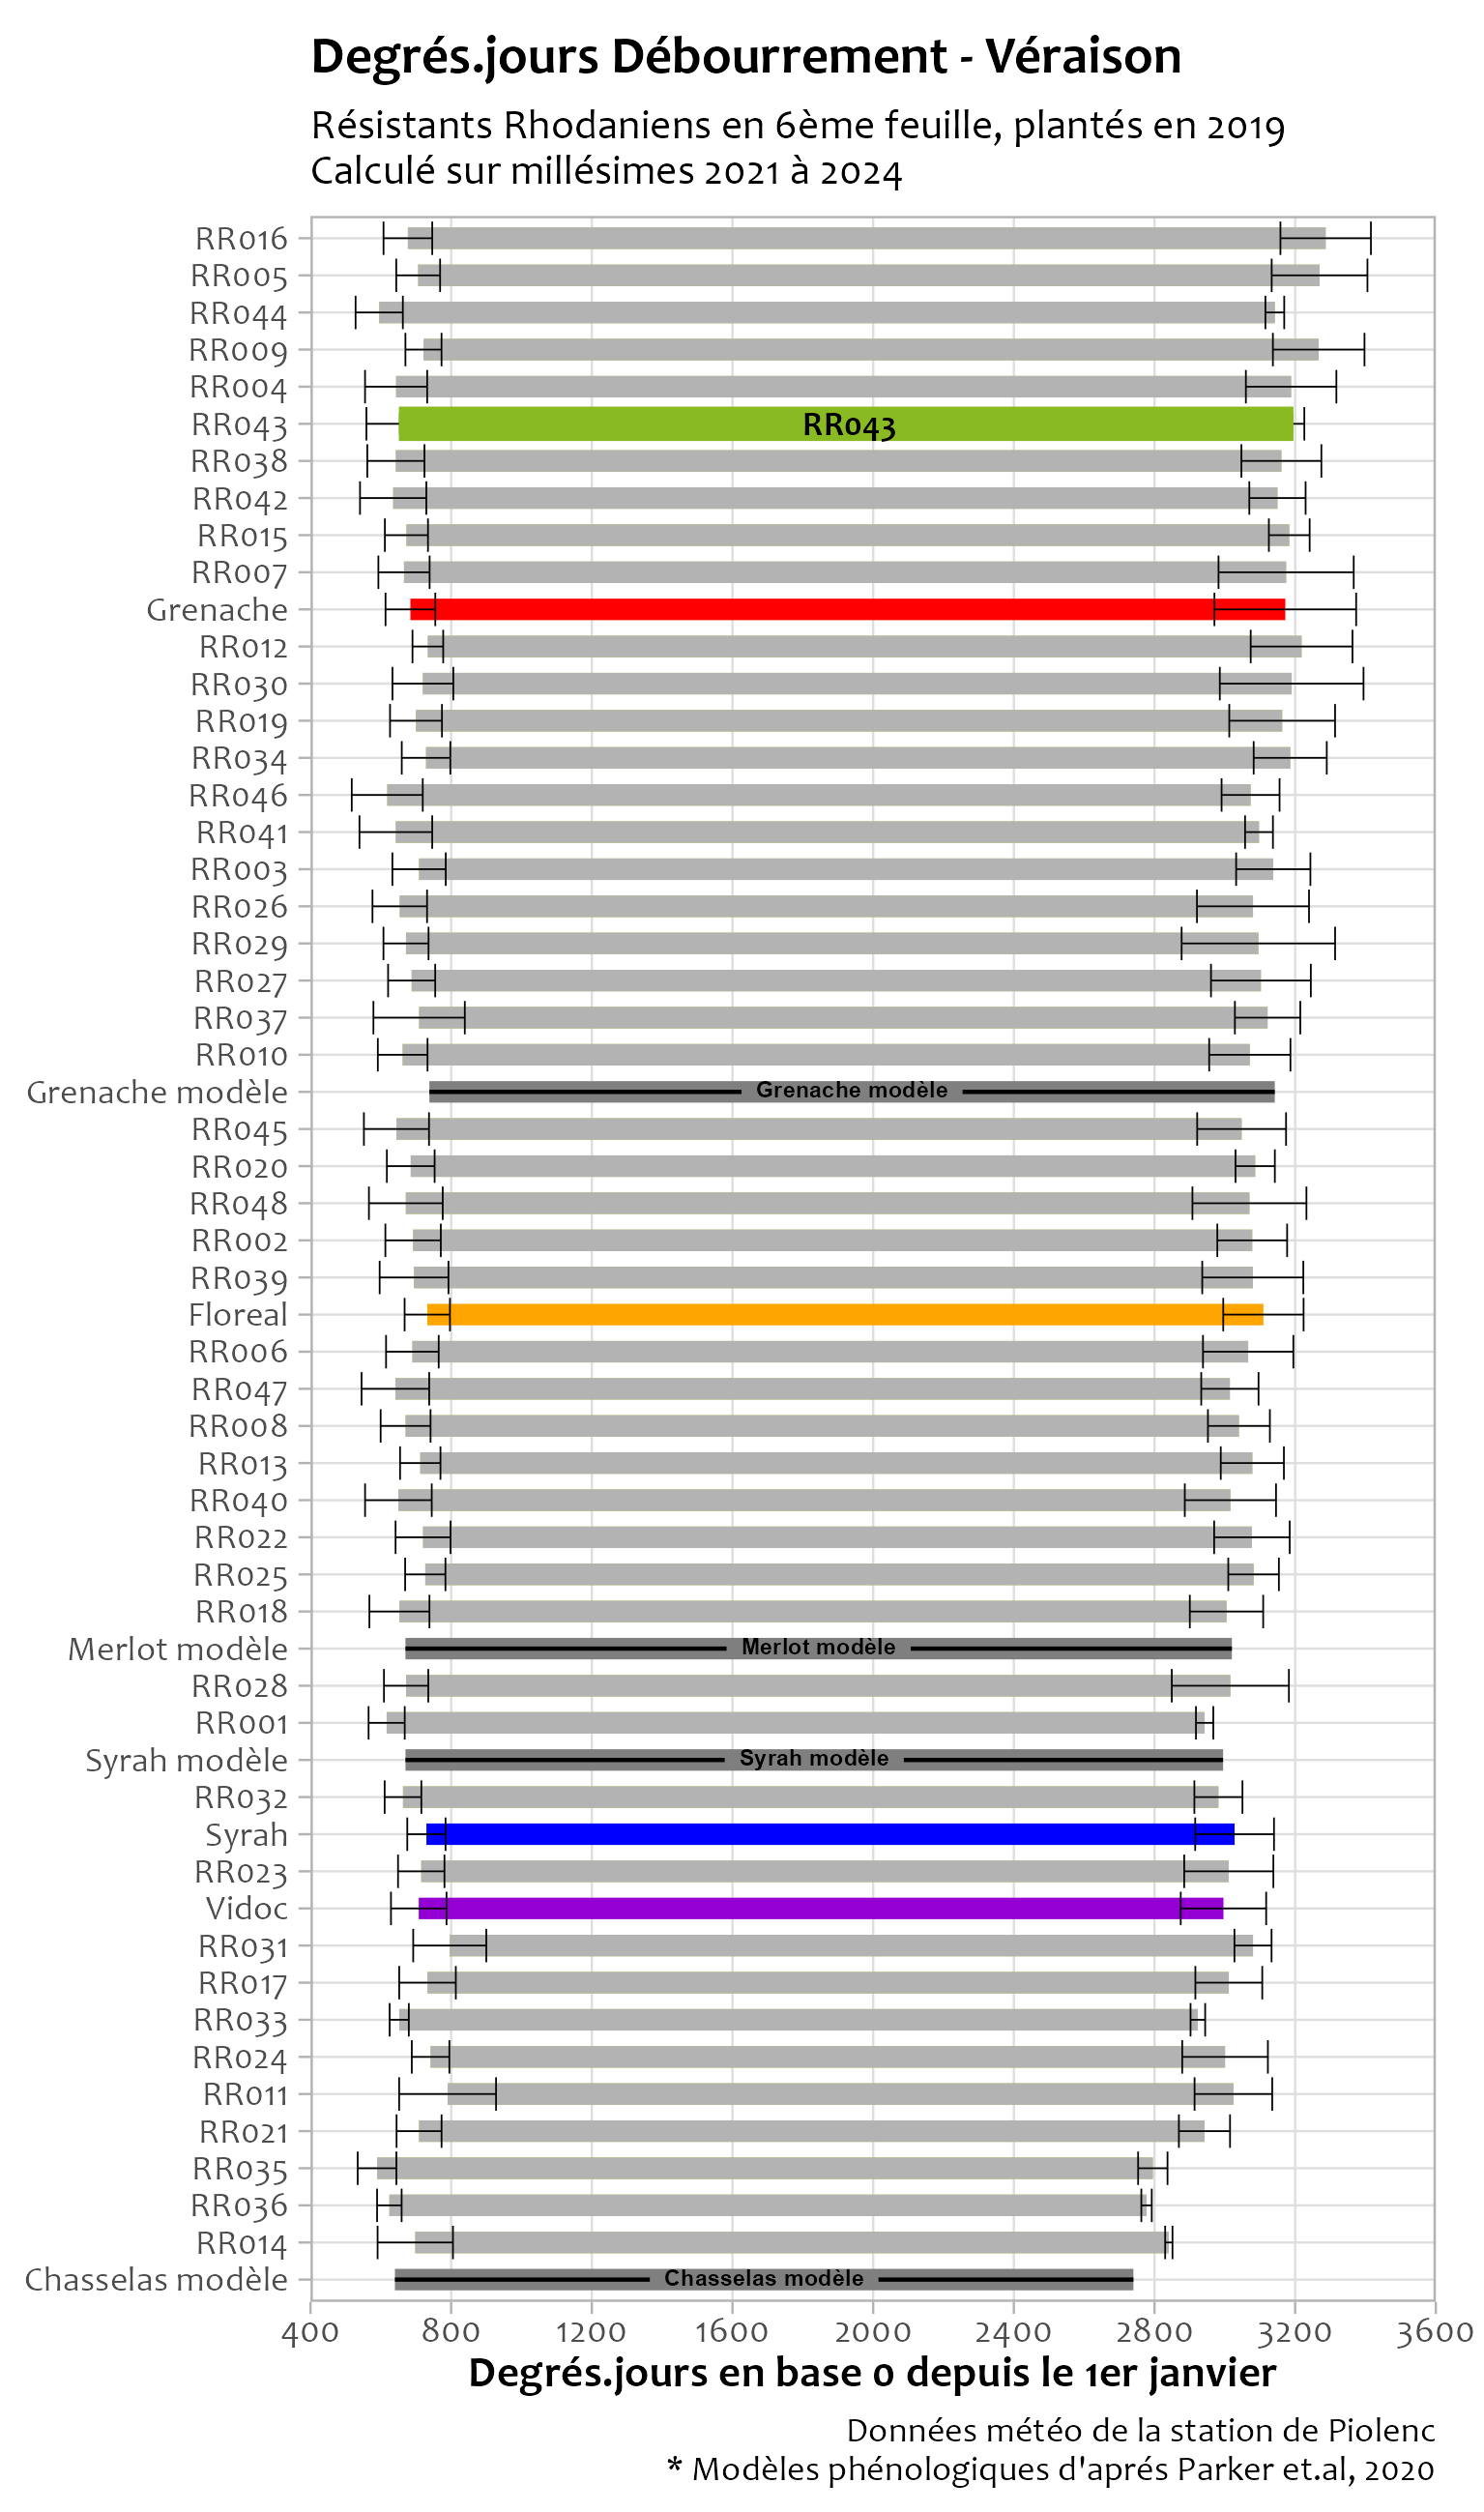 Degrés.jours Débourrement - Véraison
Résistants Rhodaniens en 6ème feuille, plantés en 2019
Calculé sur millésimes 2021 à 2024
RR016
RR005
RR044
RR009
RR004
RR043 RR043
RR038
RR042
RR015
RR007
Grenache
RR012
RR030
RR019
RR034
RR046
RR041
RR003
RR026
RR029
RR027
RR037
RR010
Grenache modèle Grenache modèle
RR045
RR020
RR048
RR002
RR039
Floreal
RR006
RR047
RR008
RR013
RR040
RR022
RR025
RR018
Merlot modèle Merlot modèle
RR028
RR001
Syrah modèle Syrah modèle
RR032
Syrah
RR023
Vidoc
RR031
RR017
RR033
RR024
RR011
RR021
RR035
RR036
RR014
Chasselas modèle Chasselas modèle
400 800 1200 1600 2000 2400 2800 3200 3600
Degrés.jours en base 0 depuis le 1er janvier
Données météo de la station de Piolenc
* Modèles phénologiques d'aprés Parker et.al, 2020